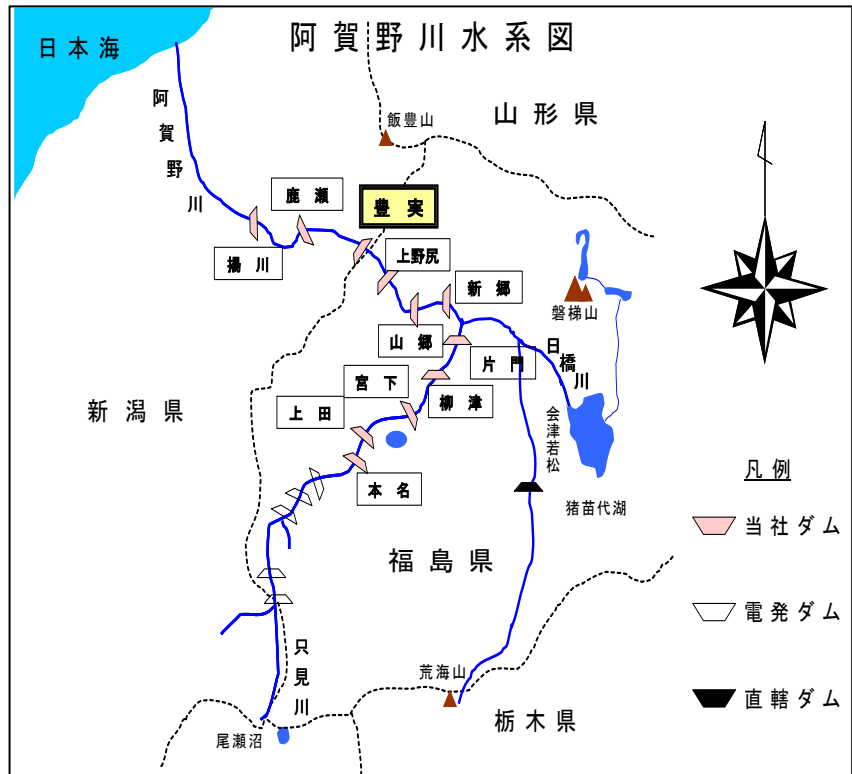 阿賀野川水系図
日本海
阿賀野川
飯豊山
山形県
鹿瀬
豊実
揚川
上野尻
新郷
磐梯山
山郷
片門
日橋川
宮下
柳津
上田
新潟県
会津若松
本名
猪苗代湖
福島県
只見川
荒海山
尾瀬沼
栃木県
凡例
当社ダム
電発ダム
直轄ダム